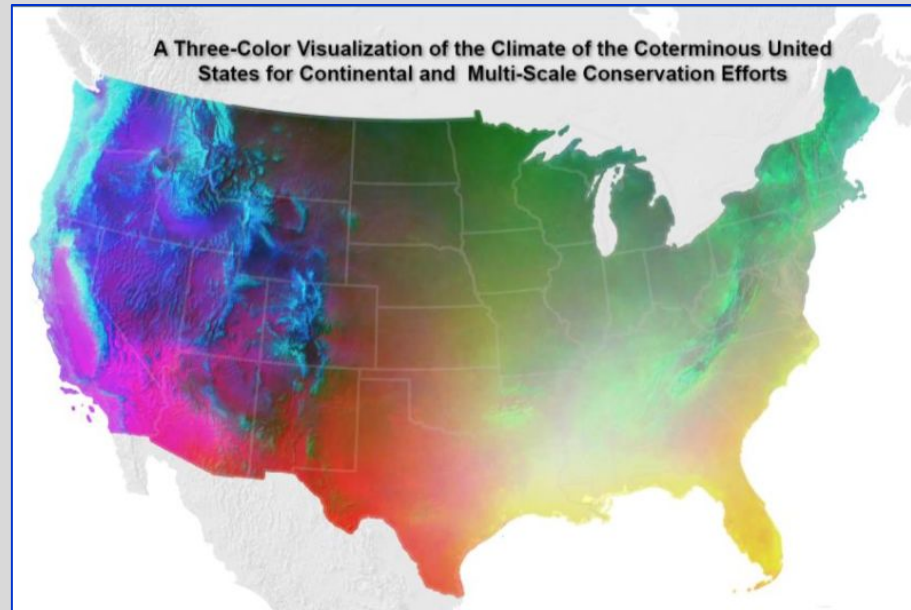 A Three-Color Visualization of the Climate of the Coterminous United
States for Continental and Multi-Scale Conservation Efforts